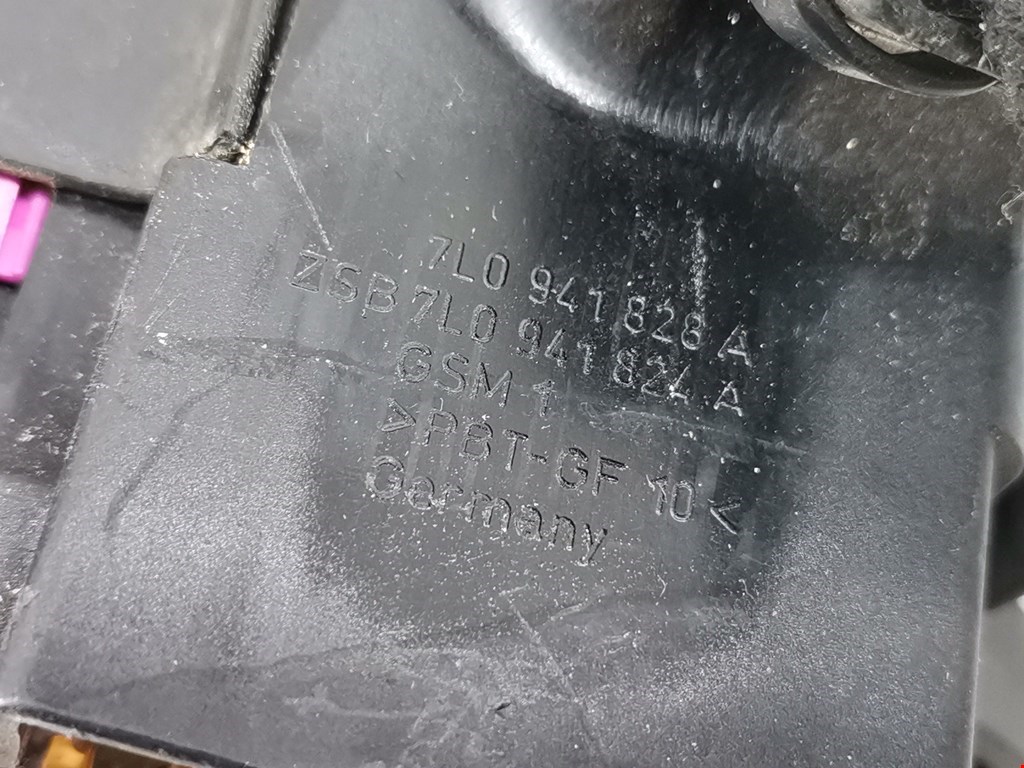 7L0 941 828 A
ZSB 7L0 941 824 A
GSM 1
>PBT-GF 10<
Germany